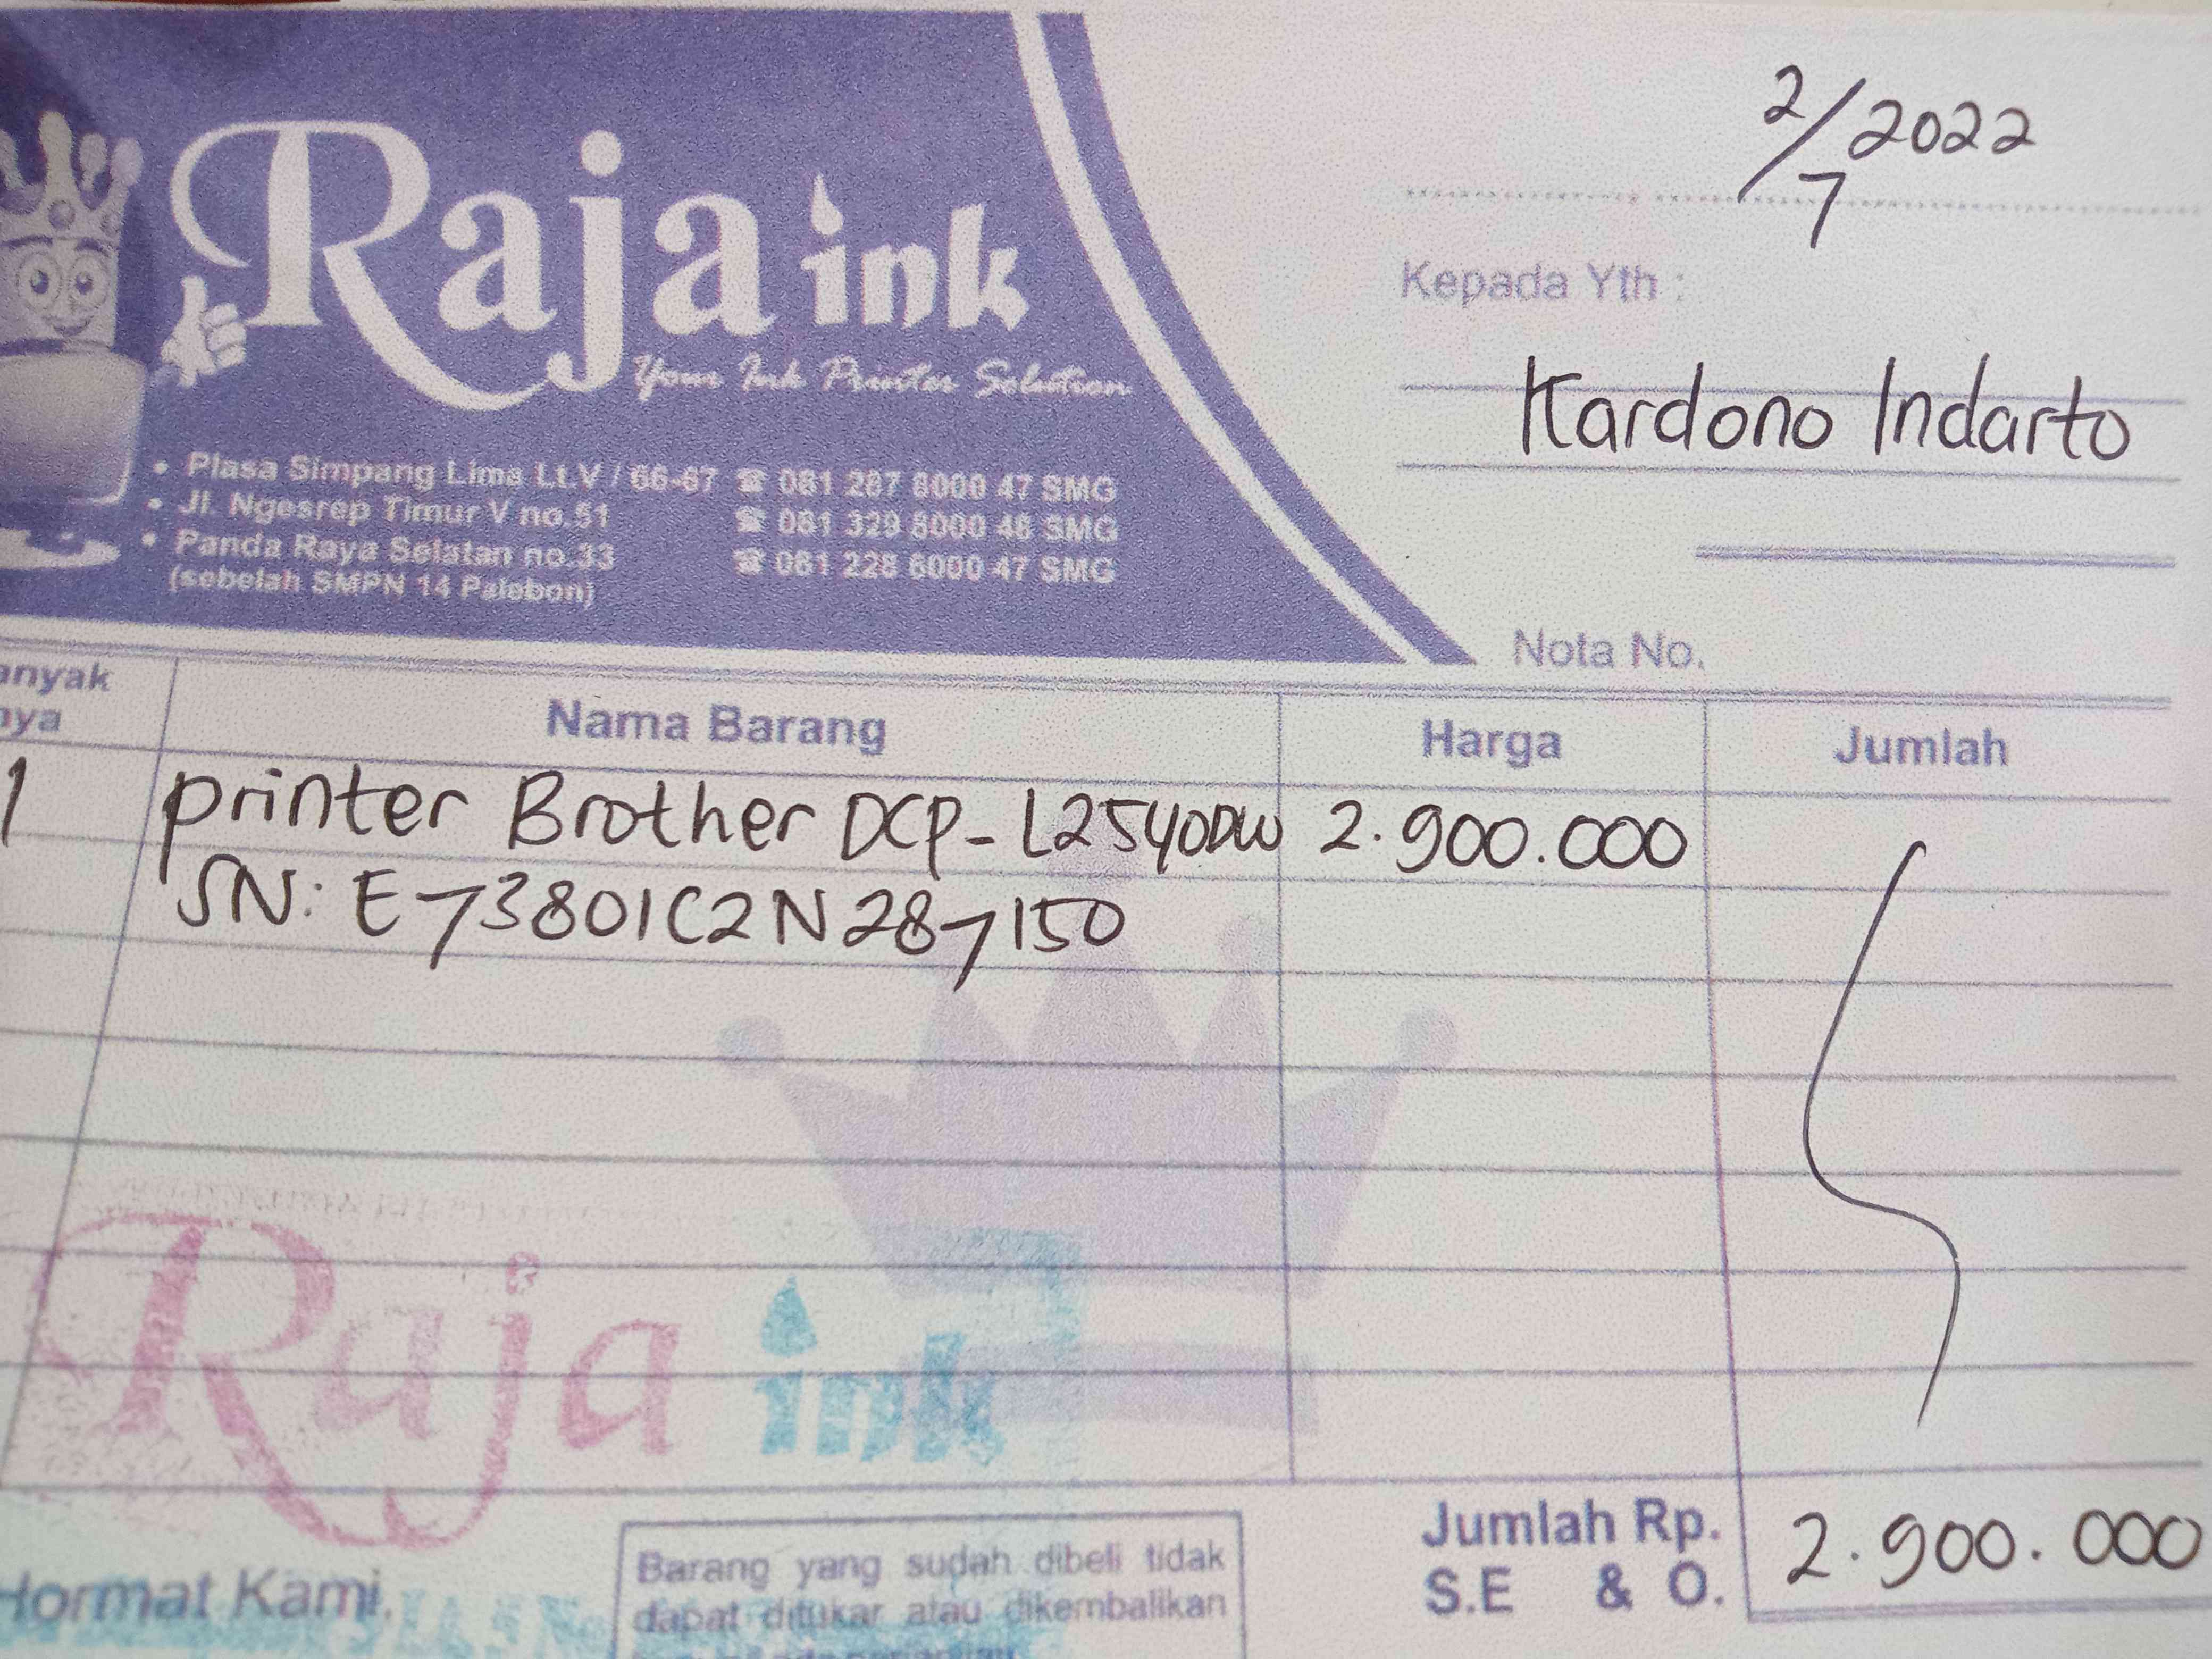 2/7 2022
Raja ink
Your Ink Printer Solution
Kepada Yth :
Kardono Indarto
• Plasa Simpang Lima Lt.V / 66-67 ☎ 081 287 8000 47 SMG
• Jl. Ngesrep Timur V no.51 ☎ 081 329 8000 46 SMG
• Panda Raya Selatan no.33 ☎ 081 228 6000 47 SMG
(sebelah SMPN 14 Palebon)
Nota No.
anyak
nya
Nama Barang
Harga
Jumlah
1 printer Brother DCP-L2540DW 2.900.000
SN: E73801C2N287150
Raja ink
Jumlah Rp. 2.900.000
S.E & O.
Hormat Kami,
Barang yang sudah dibeli tidak
dapat ditukar atau dikembalikan